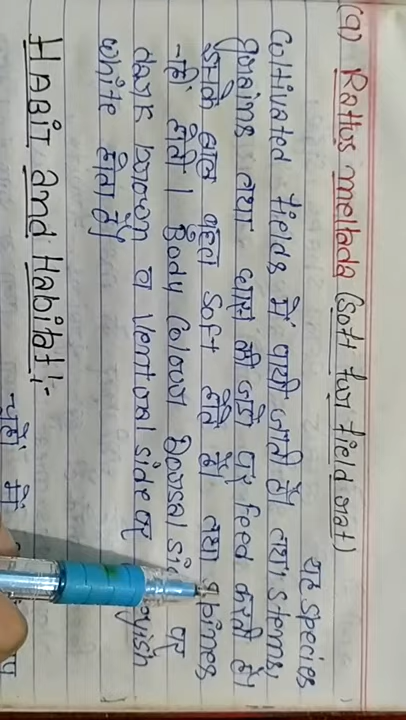 (9) Rattus meltada (Soft fur field rat)
यह species
Cultivated fields में पायी जाती है। तथा stems,
grains तथा घास की जड़ों पर feed करती है।
इसके बाल बहुत soft होते हैं। तथा spines
नहीं होती। Body Colour Dorsal side पर
dark brown व Ventral side पर
white होता है।
HABIT and Habitat:-
चूहों में